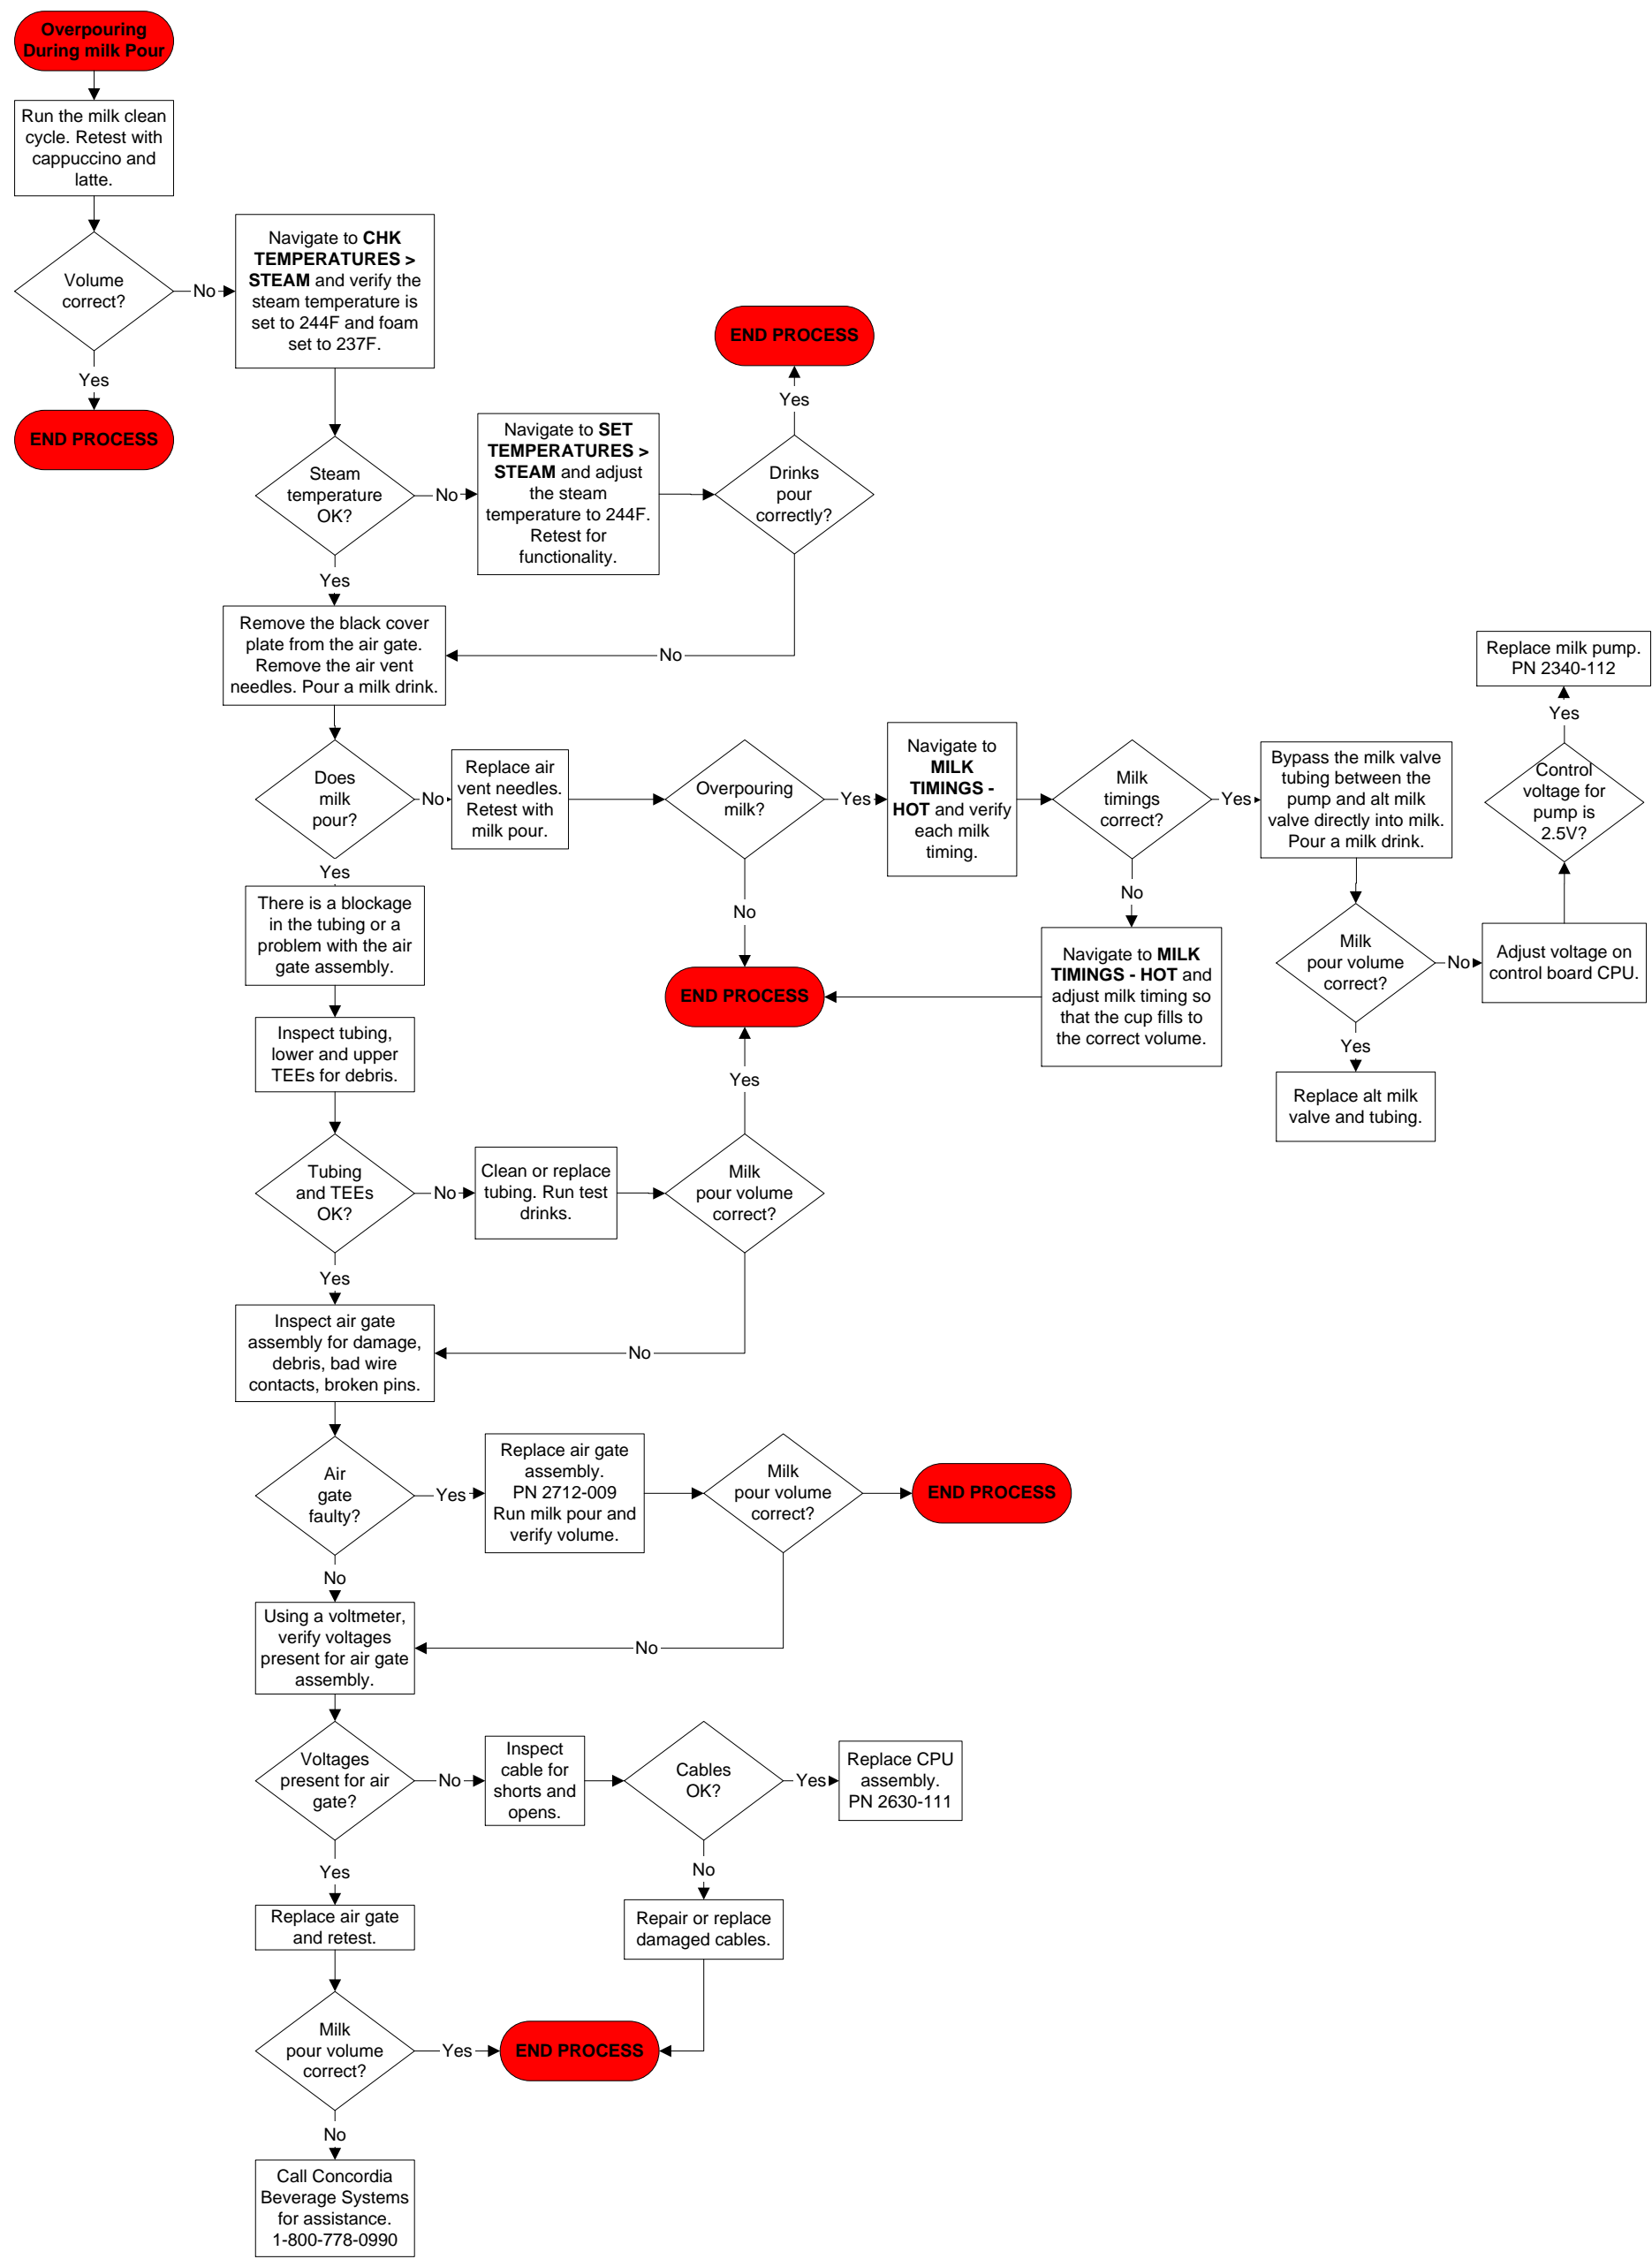 Overpouring
During milk Pour
Run the milk clean
cycle. Retest with
cappuccino and
latte.
Volume
correct?
No
Yes
END PROCESS
Navigate to CHK
TEMPERATURES >
STEAM and verify the
steam temperature is
set to 244F and foam
set to 237F.
Steam
temperature
OK?
No
Yes
Navigate to SET
TEMPERATURES >
STEAM and adjust
the steam
temperature to 244F.
Retest for
functionality.
Drinks
pour
correctly?
Yes
END PROCESS
No
Remove the black cover
plate from the air gate.
Remove the air vent
needles. Pour a milk drink.
Does
milk
pour?
No
Yes
Replace air
vent needles.
Retest with
milk pour.
Overpouring
milk?
Yes
No
Navigate to
MILK
TIMINGS -
HOT and verify
each milk
timing.
Milk
timings
correct?
Yes
No
Navigate to MILK
TIMINGS - HOT and
adjust milk timing so
that the cup fills to
the correct volume.
END PROCESS
Bypass the milk valve
tubing between the
pump and alt milk
valve directly into milk.
Pour a milk drink.
Milk
pour volume
correct?
No
Yes
Replace alt milk
valve and tubing.
Adjust voltage on
control board CPU.
Control
voltage for
pump is
2.5V?
Yes
Replace milk pump.
PN 2340-112
There is a blockage
in the tubing or a
problem with the air
gate assembly.
Inspect tubing,
lower and upper
TEEs for debris.
Tubing
and TEEs
OK?
No
Yes
Clean or replace
tubing. Run test
drinks.
Milk
pour volume
correct?
Yes
No
Inspect air gate
assembly for damage,
debris, bad wire
contacts, broken pins.
Air
gate
faulty?
Yes
No
Replace air gate
assembly.
PN 2712-009
Run milk pour and
verify volume.
Milk
pour volume
correct?
END PROCESS
No
Using a voltmeter,
verify voltages
present for air gate
assembly.
Voltages
present for air
gate?
No
Yes
Inspect
cable for
shorts and
opens.
Cables
OK?
Yes
No
Replace CPU
assembly.
PN 2630-111
Repair or replace
damaged cables.
Replace air gate
and retest.
Milk
pour volume
correct?
Yes
END PROCESS
No
Call Concordia
Beverage Systems
for assistance.
1-800-778-0990